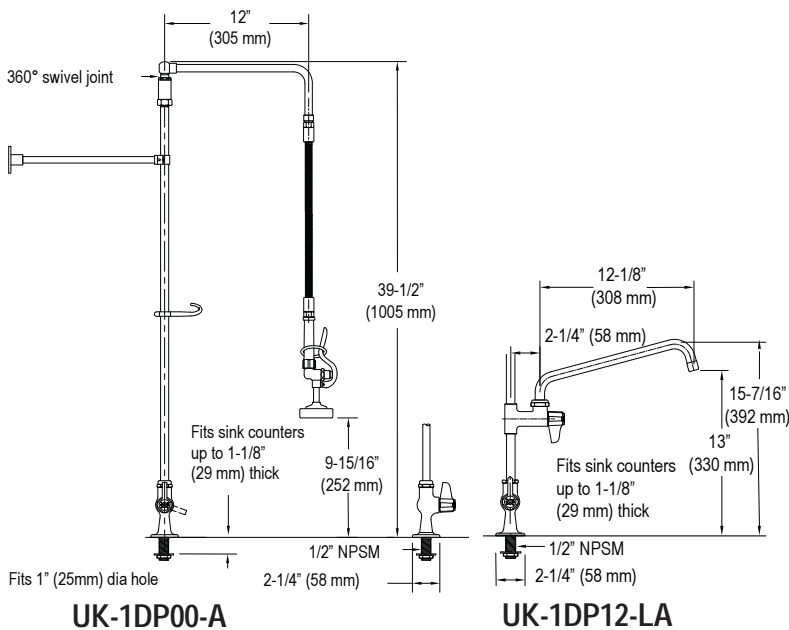 12”
(305 mm)
360° swivel joint
39-1/2”
(1005 mm)
12-1/8”
(308 mm)
2-1/4” (58 mm)
15-7/16”
(392 mm)
13”
(330 mm)
Fits sink counters
up to 1-1/8”
(29 mm) thick
9-15/16”
(252 mm)
Fits sink counters
up to 1-1/8”
(29 mm) thick
1/2” NPSM
1/2” NPSM
Fits 1” (25mm) dia hole
2-1/4” (58 mm)
2-1/4” (58 mm)
UK-1DP00-A
UK-1DP12-LA